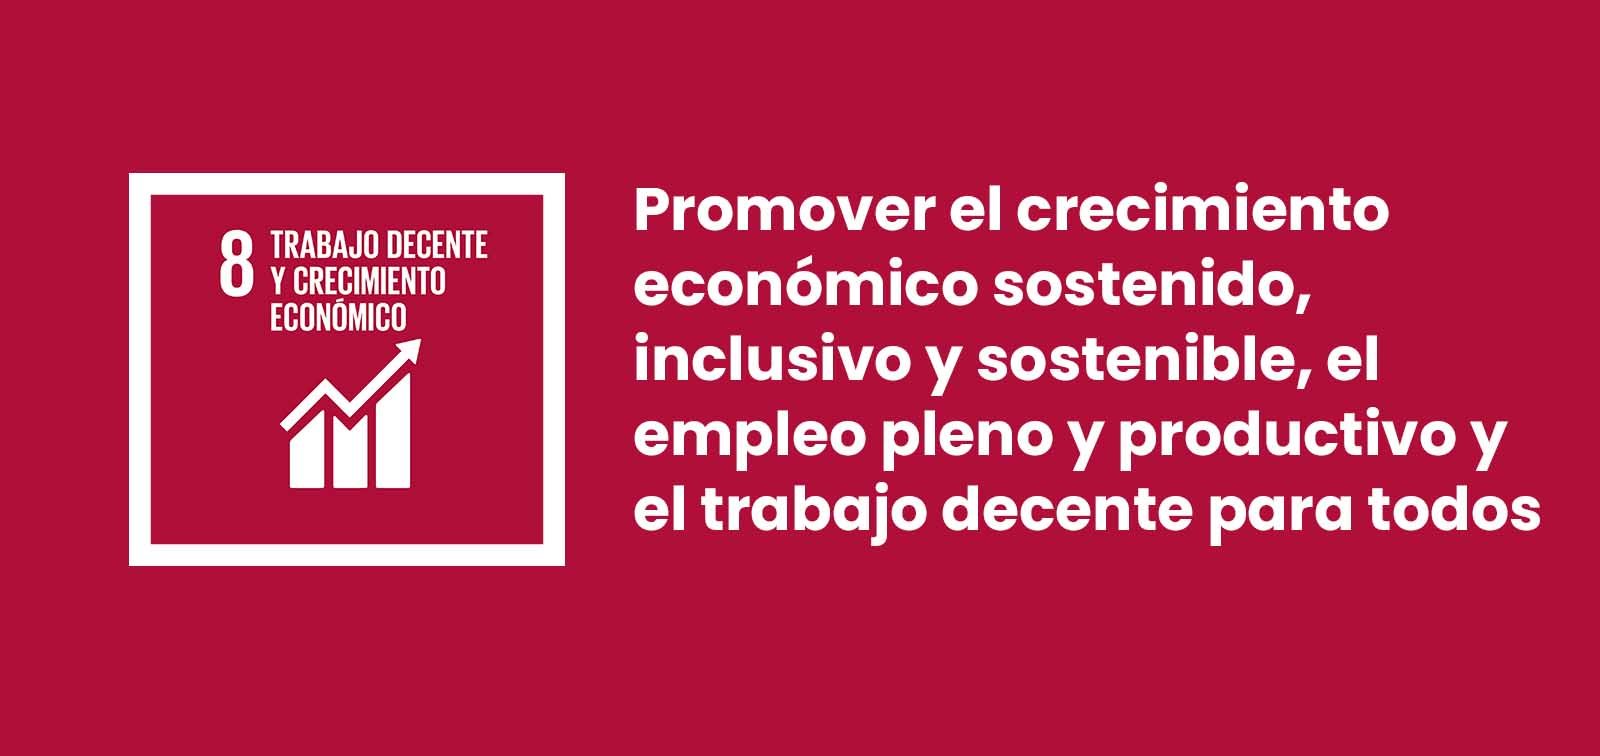 8 TRABAJO DECENTE
Y CRECIMIENTO
ECONÓMICO
Promover el crecimiento
económico sostenido,
inclusivo y sostenible, el
empleo pleno y productivo y
el trabajo decente para todos